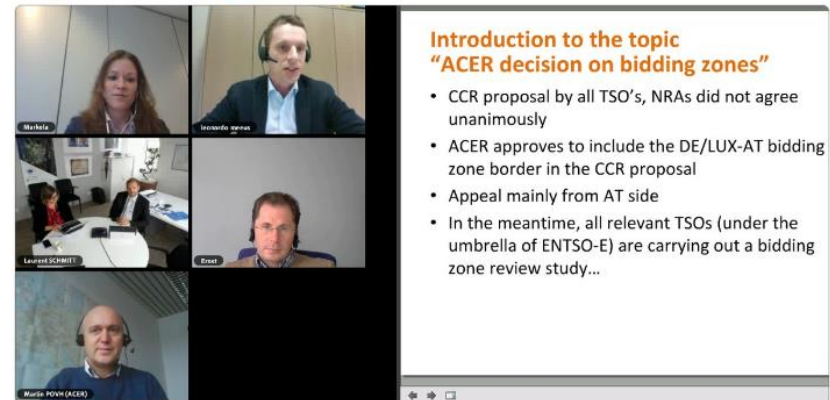 Markela
leonardo meeus
Laurent SCHMITT
Ernst
Martin POVH (ACER)
Introduction to the topic
“ACER decision on bidding zones”
• CCR proposal by all TSO’s, NRAs did not agree
unanimously
• ACER approves to include the DE/LUX-AT bidding
zone border in the CCR proposal
• Appeal mainly from AT side
• In the meantime, all relevant TSOs (under the
umbrella of ENTSO-E) are carrying out a bidding
zone review study…